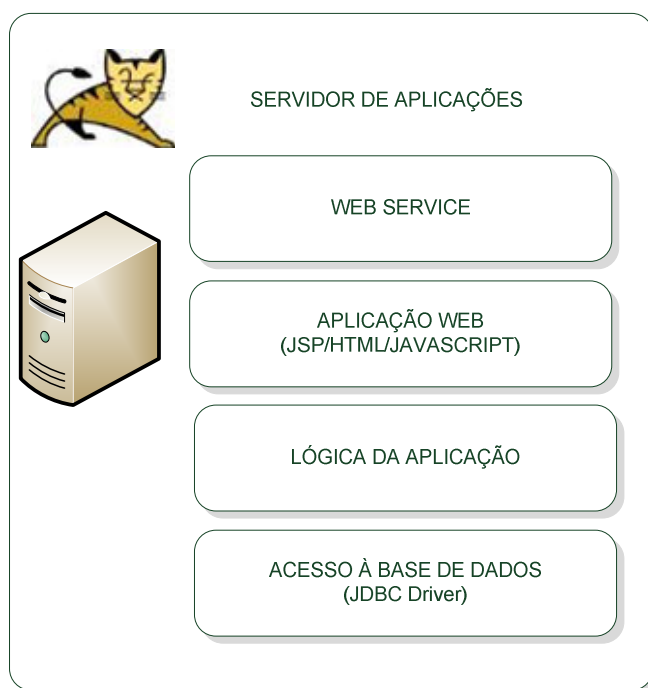 SERVIDOR DE APLICAÇÕES
WEB SERVICE
APLICAÇÃO WEB
(JSP/HTML/JAVASCRIPT)
LÓGICA DA APLICAÇÃO
ACESSO À BASE DE DADOS
(JDBC Driver)